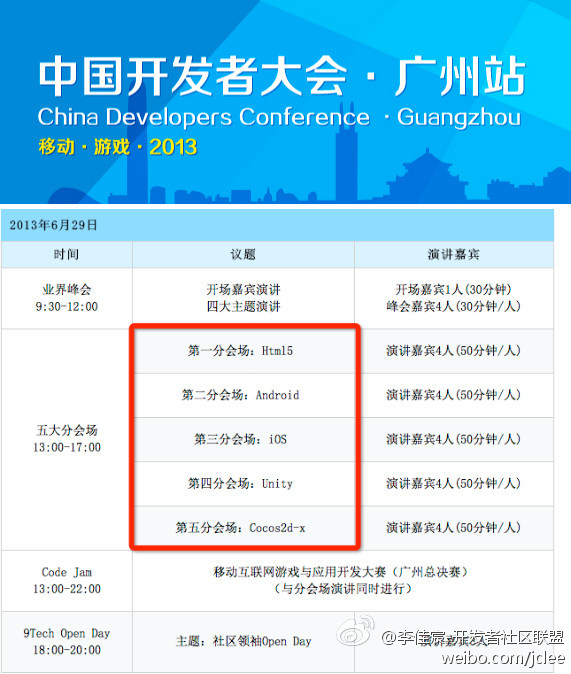 中国开发者大会·广州站
China Developers Conference ·Guangzhou
移动·游戏·2013
2013年6月29日
时间 议题 演讲嘉宾
业界峰会
9:30-12:00
开场嘉宾演讲
四大主题演讲
开场嘉宾1人(30分钟)
峰会嘉宾4人(30分钟/人)
五大分会场
13:00-17:00
第一分会场：Html5 演讲嘉宾4人(50分钟/人)
第二分会场：Android 演讲嘉宾4人(50分钟/人)
第三分会场：iOS 演讲嘉宾4人(50分钟/人)
第四分会场：Unity 演讲嘉宾4人(50分钟/人)
第五分会场：Cocos2d-x 演讲嘉宾4人(50分钟/人)
Code Jam
13:00-22:00
移动互联网游戏与应用开发大赛（广州总决赛）
（与分会场演讲同时进行）
9Tech Open Day
18:00-20:00
主题：社区领袖Open Day
@李佳宸-开发者社区联盟
weibo.com/jdee